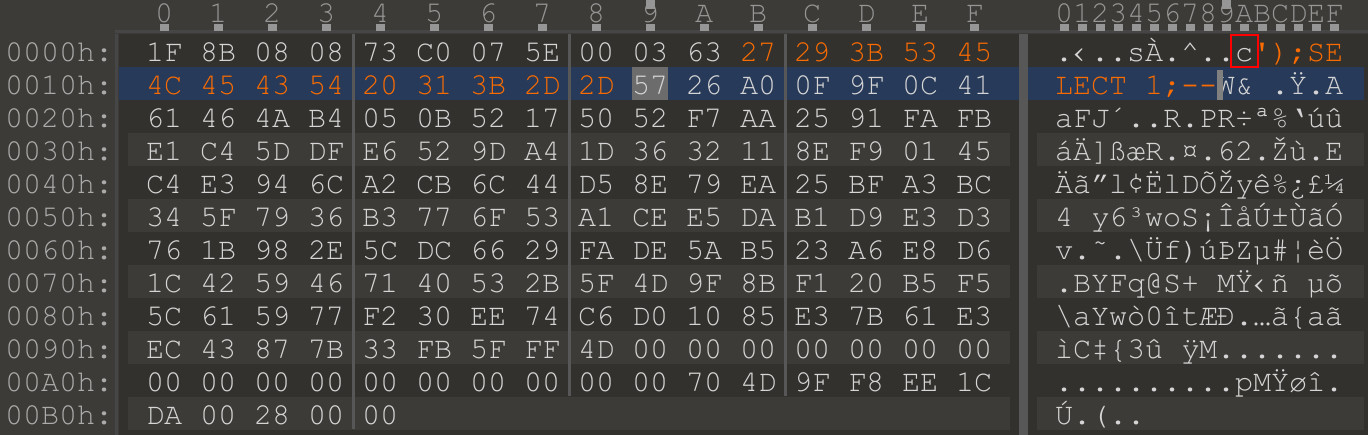 0 1 2 3 4 5 6 7 8 9 A B C D E F 0123456789ABCDEF
0000h: 1F 8B 08 08 73 C0 07 5E 00 03 63 27 29 3B 53 45 .‹..sÀ.^..c');SE
0010h: 4C 45 43 54 20 31 3B 2D 2D 57 26 A0 0F 9F 0C 41 LECT 1;--W& .Ÿ.A
0020h: 61 46 4A B4 05 0B 52 17 50 52 F7 AA 25 91 FA FB aFJ´..R.PR÷ª%‘úû
0030h: E1 C4 5D DF E6 52 9D A4 1D 36 32 11 8E F9 01 45 áÄ]ßæR.¤.62.Žù.E
0040h: C4 E3 94 6C A2 CB 6C 44 D5 8E 79 EA 25 BF A3 BC Äã”l¢ËlDÕŽyê%¿£¼
0050h: 34 5F 79 36 B3 77 6F 53 A1 CE E5 DA B1 D9 E3 D3 4_y6³woS¡ÎåÚ±ÙãÓ
0060h: 76 1B 98 2E 5C DC 66 29 FA DE 5A B5 23 A6 E8 D6 v.˜.\Üf)úÞZµ#¦èÖ
0070h: 1C 42 59 46 71 40 53 2B 5F 4D 9F 8B F1 20 B5 F5 .BYFq@S+_MŸ‹ñ µõ
0080h: 5C 61 59 77 F2 30 EE 74 C6 D0 10 85 E3 7B 61 E3 \aYwò0îtÆÐ.…ã{aã
0090h: EC 43 87 7B 33 FB 5F FF 4D 00 00 00 00 00 00 00 ìC‡{3û_ÿM.......
00A0h: 00 00 00 00 00 00 00 00 00 00 70 4D 9F F8 EE 1C ..........pMŸøî.
00B0h: DA 00 28 00 00 Ú.(..